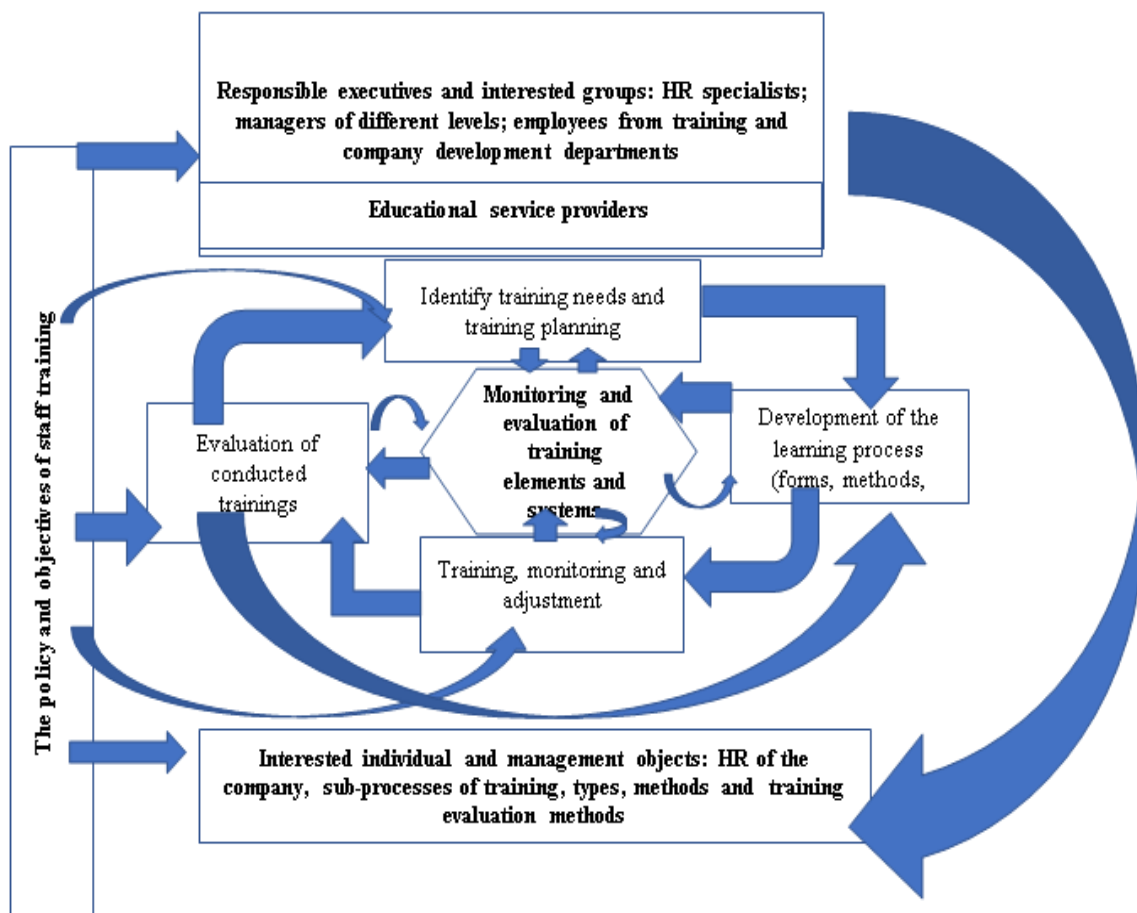 Responsible executives and interested groups: HR specialists;
managers of different levels; employees from training and
company development departments
Educational service providers
The policy and objectives of staff training
Identify training needs and
training planning
Monitoring and
evaluation of
training
elements and
systems
Development of the
learning process
(forms, methods,
Evaluation of
conducted
trainings
Training, monitoring and
adjustment
Interested individual and management objects: HR of the
company, sub-processes of training, types, methods and training
evaluation methods